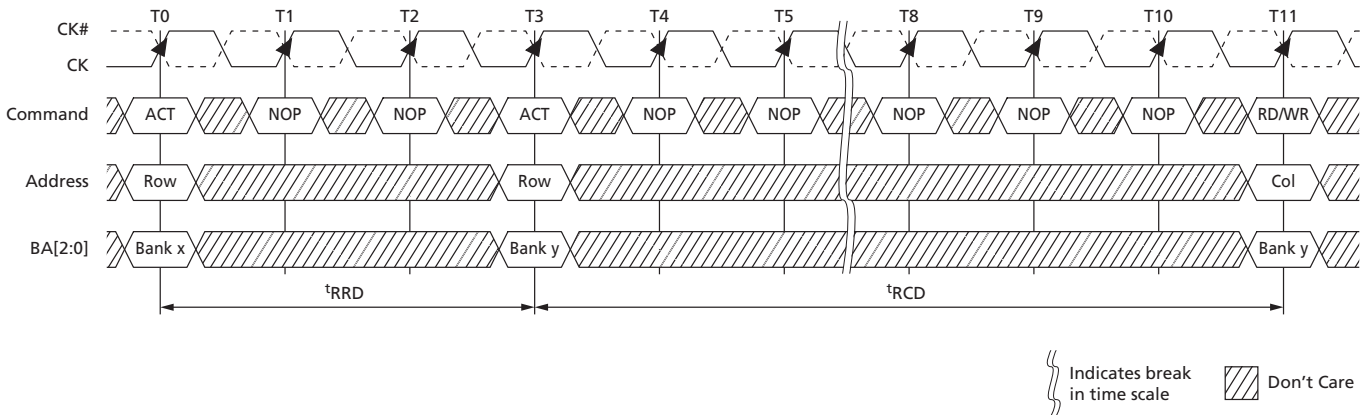 T0 T1 T2 T3 T4 T5 T8 T9 T10 T11
CK#
CK
Command ACT NOP NOP ACT NOP NOP NOP NOP NOP RD/WR
Address Row Row Col
BA[2:0] Bank x Bank y Bank y
tRRD tRCD
Indicates break
in time scale
Don't Care